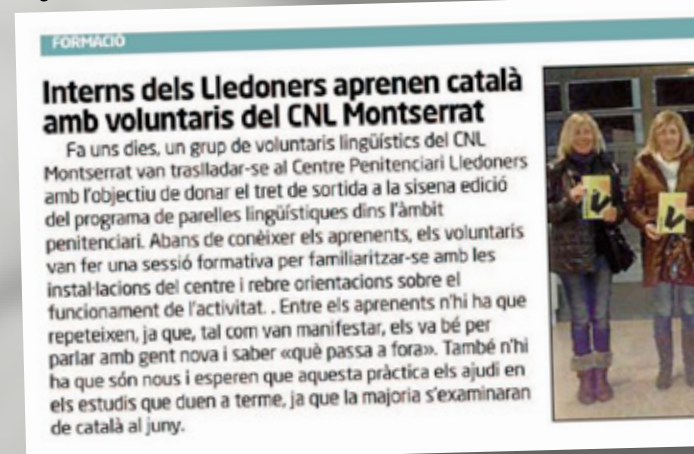 FORMACIÓ
Interns dels Lledoners aprenen català
amb voluntaris del CNL Montserrat
Fa uns dies, un grup de voluntaris lingüístics del CNL
Montserrat van traslladar-se al Centre Penitenciari Lledoners
amb l'objectiu de donar el tret de sortida a la sisena edició
del programa de parelles lingüístiques dins l'àmbit
penitenciari. Abans de conèixer els aprenents, els voluntaris
van fer una sessió formativa per familiaritzar-se amb les
instal·lacions del centre i rebre orientacions sobre el
funcionament de l'activitat. . Entre els aprenents n'hi ha que
repeteixen, ja que, tal com van manifestar, els va bé per
parlar amb gent nova i saber «què passa a fora». També n'hi
ha que són nous i esperen que aquesta pràctica els ajudi en
els estudis que duen a terme, ja que la majoria s'examinaran
de català al juny.